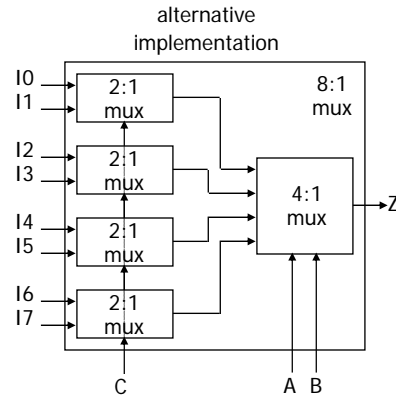 alternative
implementation
I0
I1
2:1
mux
8:1
mux
I2
I3
2:1
mux
4:1
mux
Z
I4
I5
2:1
mux
I6
I7
2:1
mux
C
A
B